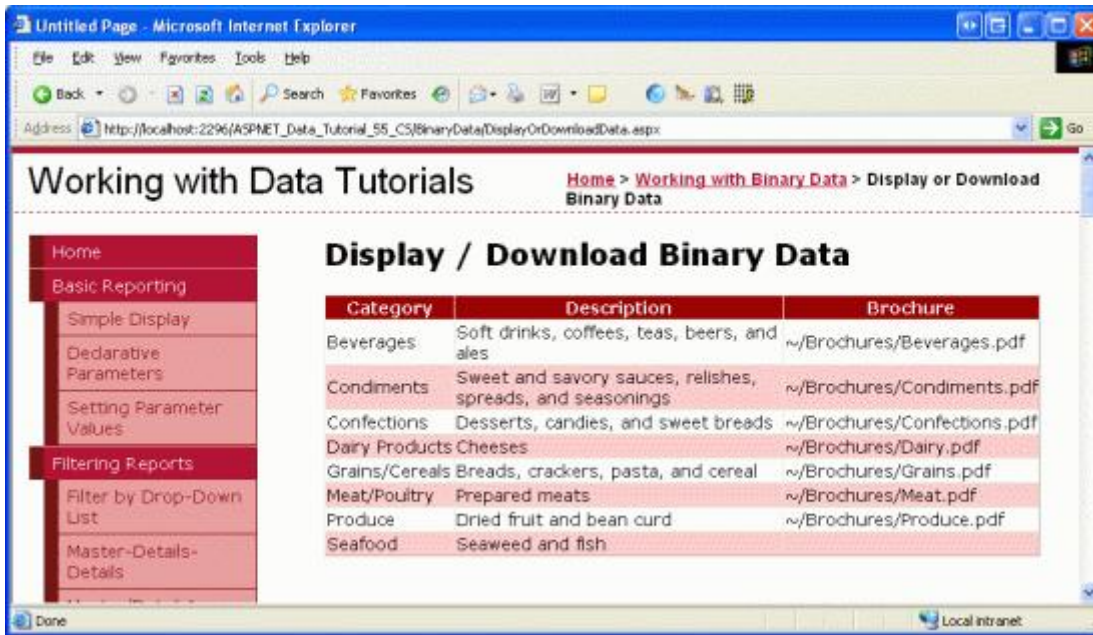 Untitled Page - Microsoft Internet Explorer
File Edit View Favorites Tools Help
Back Search Favorites
Address http://localhost:2296/ASPNET_Data_Tutorial_55_CS/BinaryData/DisplayOrDownloadData.aspx Go
Working with Data Tutorials
Home > Working with Binary Data > Display or Download
Binary Data
Home
Basic Reporting
Simple Display
Declarative
Parameters
Setting Parameter
Values
Filtering Reports
Filter by Drop-Down
List
Master-Details-
Details
Display / Download Binary Data
Category Description Brochure
Beverages Soft drinks, coffees, teas, beers, and
ales ~/Brochures/Beverages.pdf
Condiments Sweet and savory sauces, relishes,
spreads, and seasonings ~/Brochures/Condiments.pdf
Confections Desserts, candies, and sweet breads ~/Brochures/Confections.pdf
Dairy Products Cheeses ~/Brochures/Dairy.pdf
Grains/Cereals Breads, crackers, pasta, and cereal ~/Brochures/Grains.pdf
Meat/Poultry Prepared meats ~/Brochures/Meat.pdf
Produce Dried fruit and bean curd ~/Brochures/Produce.pdf
Seafood Seaweed and fish
Done Local intranet